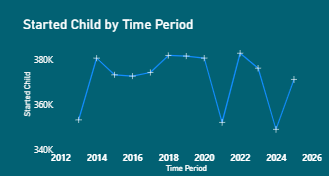 Started Child by Time Period
Started Child
380K
360K
340K
2012 2014 2016 2018 2020 2022 2024 2026
Time Period